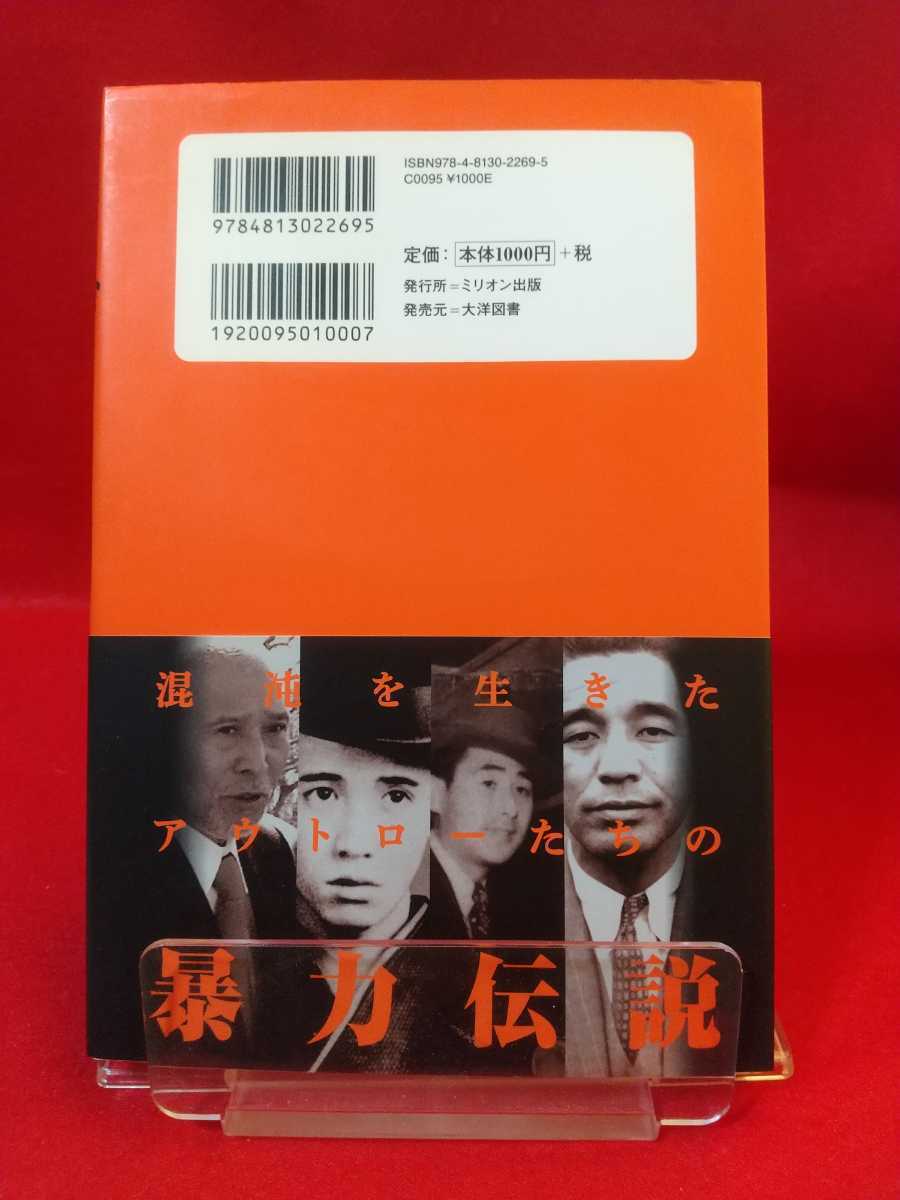 ISBN978-4-8130-2269-5
C0095 ¥1000E
9784813022695
定価：本体1000円＋税
発行所＝ミリオン出版
発売元＝大洋図書
1920095010007
混沌を生きた
アウトローたちの
暴力伝説